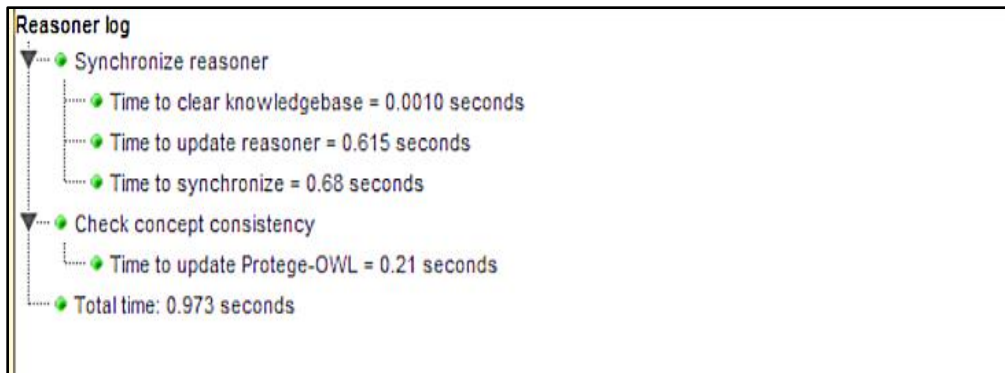 Reasoner log
Synchronize reasoner
Time to clear knowledgebase = 0.0010 seconds
Time to update reasoner = 0.615 seconds
Time to synchronize = 0.68 seconds
Check concept consistency
Time to update Protege-OWL = 0.21 seconds
Total time: 0.973 seconds